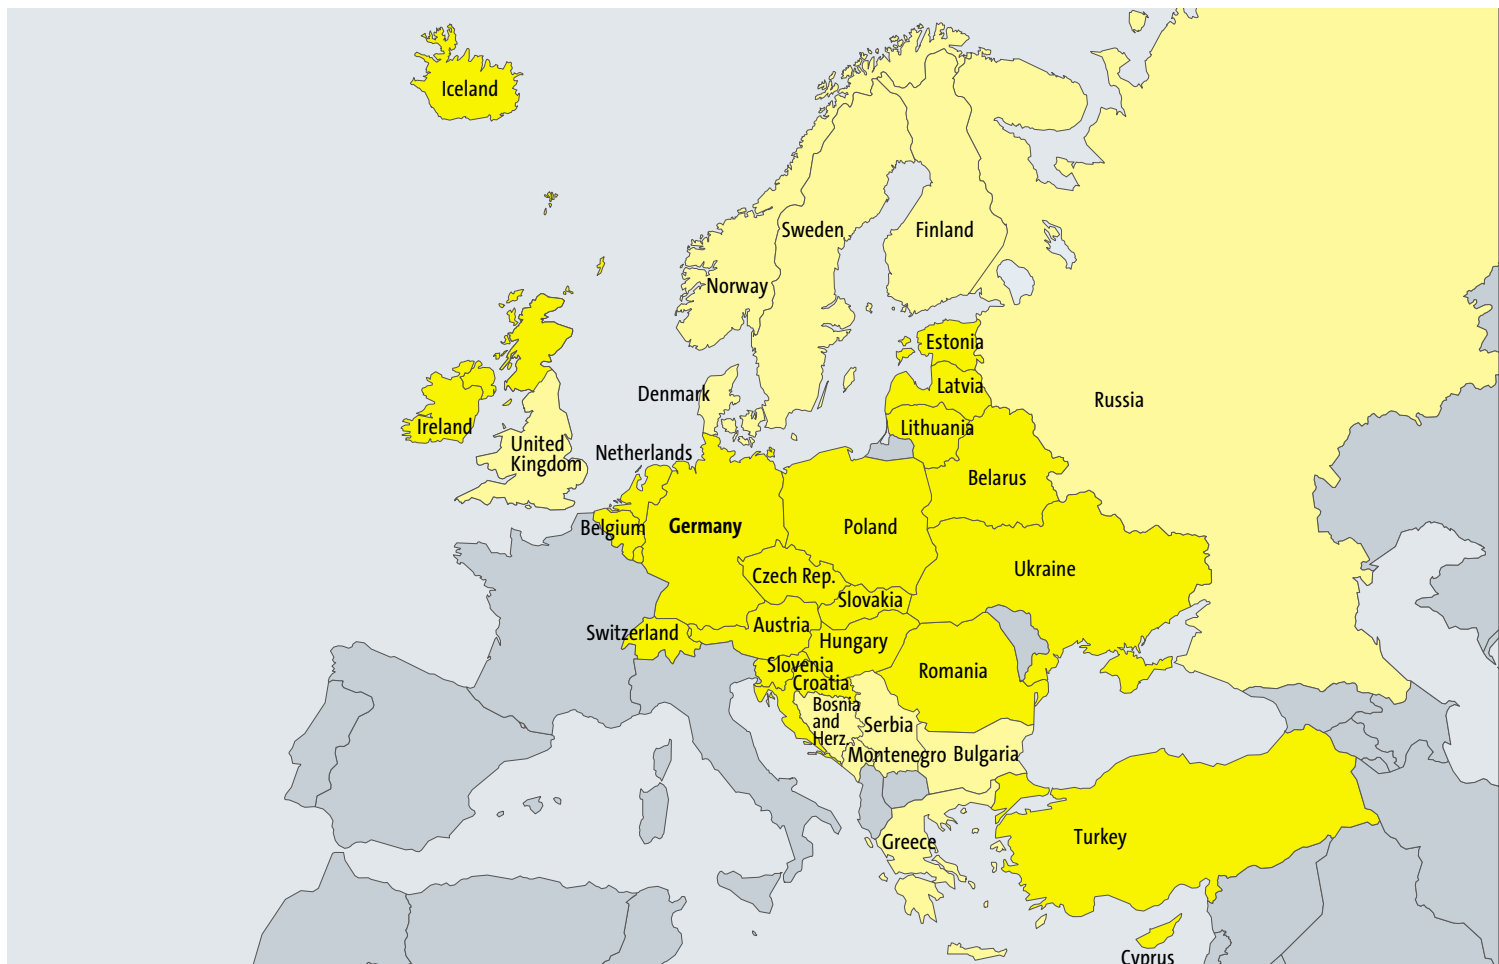 Iceland
Sweden
Finland
Norway
Estonia
Denmark
Latvia
Russia
Ireland
Lithuania
United
Kingdom
Netherlands
Belarus
Belgium
Germany
Poland
Czech Rep.
Ukraine
Slovakia
Switzerland
Austria
Hungary
Slovenia
Romania
Croatia
Bosnia
and
Herz.
Serbia
Montenegro
Bulgaria
Greece
Turkey
Cyprus